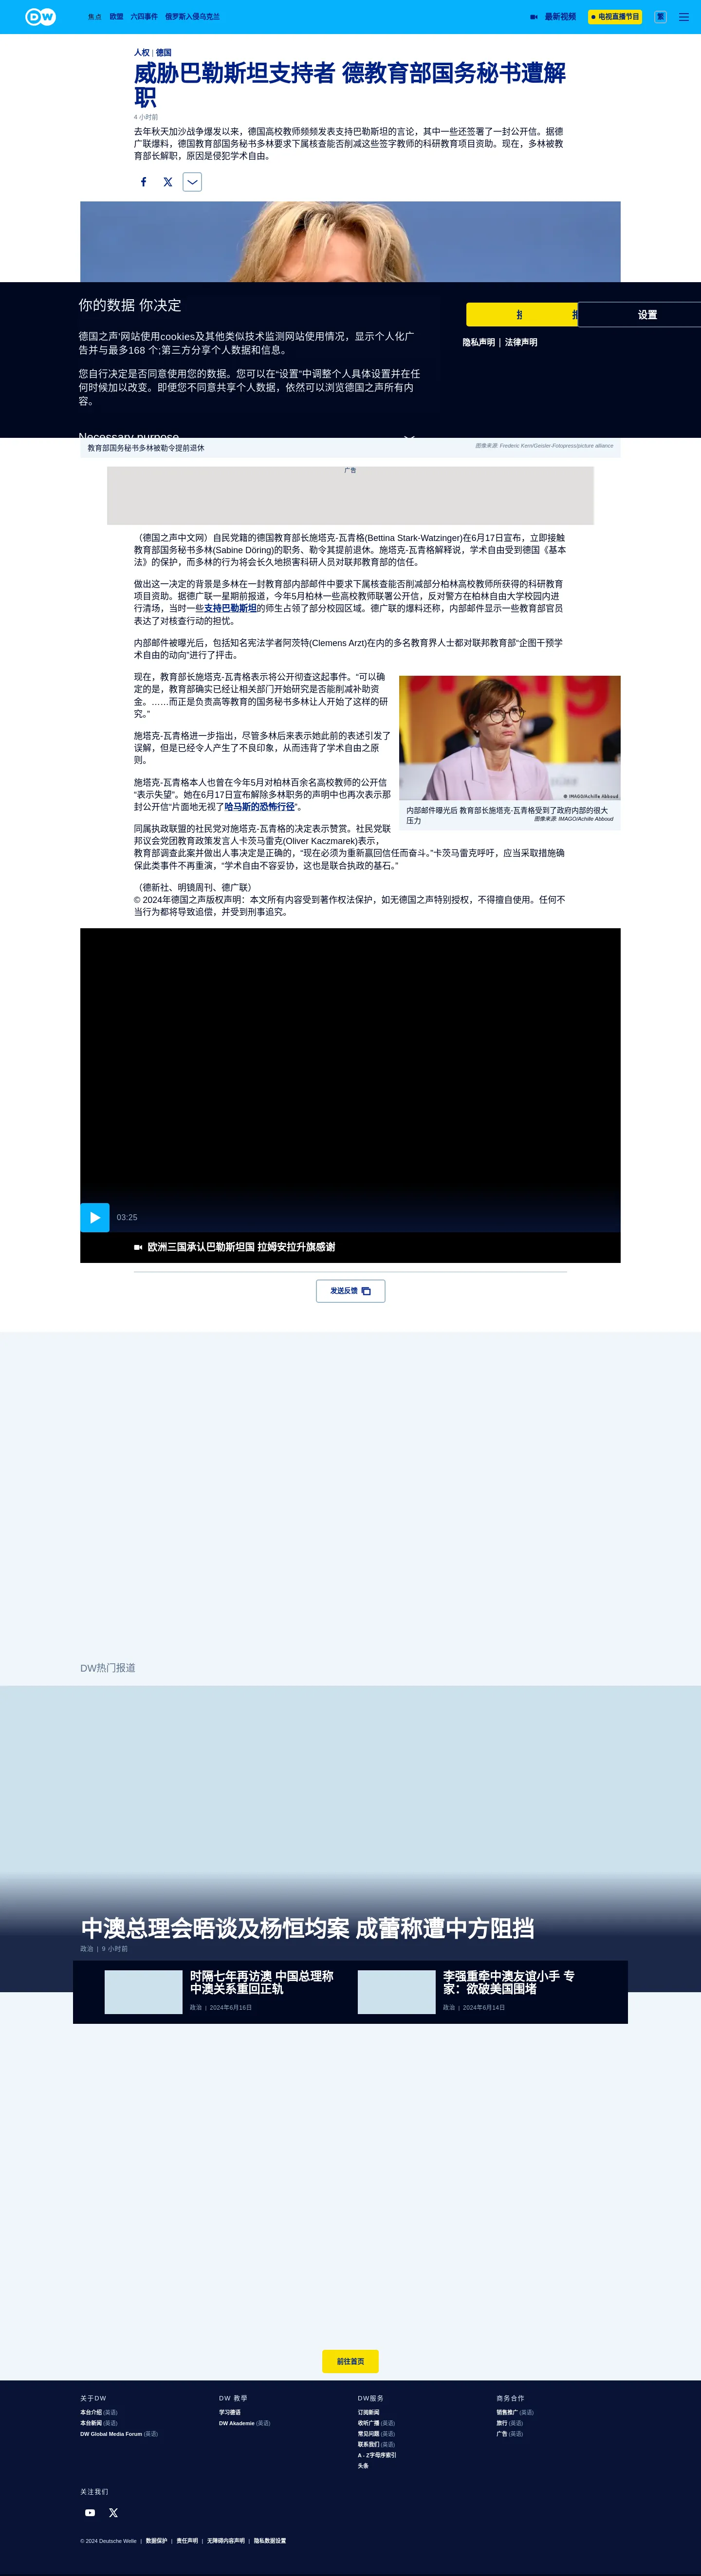 DW
焦点 欧盟 六四事件 俄罗斯入侵乌克兰
最新视频 电视直播节目 繁
人权 | 德国
威胁巴勒斯坦支持者 德教育部国务秘书遭解
职
4 小时前
去年秋天加沙战争爆发以来，德国高校教师频频发表支持巴勒斯坦的言论，其中一些还签署了一封公开信。据德
广联爆料，德国教育部国务秘书多林要求下属核查能否削减这些签字教师的科研教育项目资助。现在，多林被教
育部长解职，原因是侵犯学术自由。
你的数据 你决定
设置
隐私声明 | 法律声明
德国之声'网站使用cookies及其他类似技术监测网站使用情况，显示个人化广
告并与最多168 个;第三方分享个人数据和信息。
您自行决定是否同意使用您的数据。您可以在“设置”中调整个人具体设置并在任
何时候加以改变。即便您不同意共享个人数据，依然可以浏览德国之声所有内
容。
Necessary purpose
教育部国务秘书多林被勒令提前退休
图像来源: Frederic Kern/Geisler-Fotopress/picture alliance
广告
（德国之声中文网）自民党籍的德国教育部长施塔克-瓦青格(Bettina Stark-Watzinger)在6月17日宣布，立即接触
教育部国务秘书多林(Sabine Döring)的职务、勒令其提前退休。施塔克-瓦青格解释说，学术自由受到德国《基本
法》的保护，而多林的行为将会长久地损害科研人员对联邦教育部的信任。
做出这一决定的背景是多林在一封教育部内部邮件中要求下属核查能否削减部分柏林高校教师所获得的科研教育
项目资助。据德广联一星期前报道，今年5月柏林一些高校教师联署公开信，反对警方在柏林自由大学校园内进
行清场，当时一些支持巴勒斯坦的师生占领了部分校园区域。德广联的爆料还称，内部邮件显示一些教育部官员
表达了对核查行动的担忧。
内部邮件被曝光后，包括知名宪法学者阿茨特(Clemens Arzt)在内的多名教育界人士都对联邦教育部“企图干预学
术自由的动向”进行了抨击。
现在，教育部长施塔克-瓦青格表示将公开彻查这起事件。“可以确
定的是，教育部确实已经让相关部门开始研究是否能削减补助资
金。……而正是负责高等教育的国务秘书多林让人开始了这样的研
究。”
施塔克-瓦青格进一步指出，尽管多林后来表示她此前的表述引发了
误解，但是已经令人产生了不良印象，从而违背了学术自由之原
则。
施塔克-瓦青格本人也曾在今年5月对柏林百余名高校教师的公开信
“表示失望”。她在6月17日宣布解除多林职务的声明中也再次表示那
封公开信“片面地无视了哈马斯的恐怖行径”。
© IMAGO/Achille Abboud
内部邮件曝光后 教育部长施塔克-瓦青格受到了政府内部的很大
压力
图像来源: IMAGO/Achille Abboud
同属执政联盟的社民党对施塔克-瓦青格的决定表示赞赏。社民党联
邦议会党团教育政策发言人卡茨马雷克(Oliver Kaczmarek)表示，
教育部调查此案并做出人事决定是正确的，“现在必须为重新赢回信任而奋斗。”卡茨马雷克呼吁，应当采取措施确
保此类事件不再重演，“学术自由不容妥协，这也是联合执政的基石。”
（德新社、明镜周刊、德广联）
© 2024年德国之声版权声明：本文所有内容受到著作权法保护，如无德国之声特别授权，不得擅自使用。任何不
当行为都将导致追偿，并受到刑事追究。
03:25
欧洲三国承认巴勒斯坦国 拉姆安拉升旗感谢
发送反馈
DW热门报道
中澳总理会晤谈及杨恒均案 成蕾称遭中方阻挡
政治 | 9 小时前
时隔七年再访澳 中国总理称
中澳关系重回正轨
政治 | 2024年6月16日
李强重牵中澳友谊小手 专
家：欲破美国围堵
政治 | 2024年6月14日
前往首页
关于DW
本台介绍 (英语)
本台新闻 (英语)
DW Global Media Forum (英语)
DW 教学
学习德语
DW Akademie (英语)
DW服务
订阅新闻
收听广播 (英语)
常见问题 (英语)
联系我们 (英语)
A - Z字母序索引
头条
商务合作
销售推广 (英语)
旅行 (英语)
广告 (英语)
关注我们
© 2024 Deutsche Welle | 数据保护 | 责任声明 | 无障碍内容声明 | 隐私数据设置